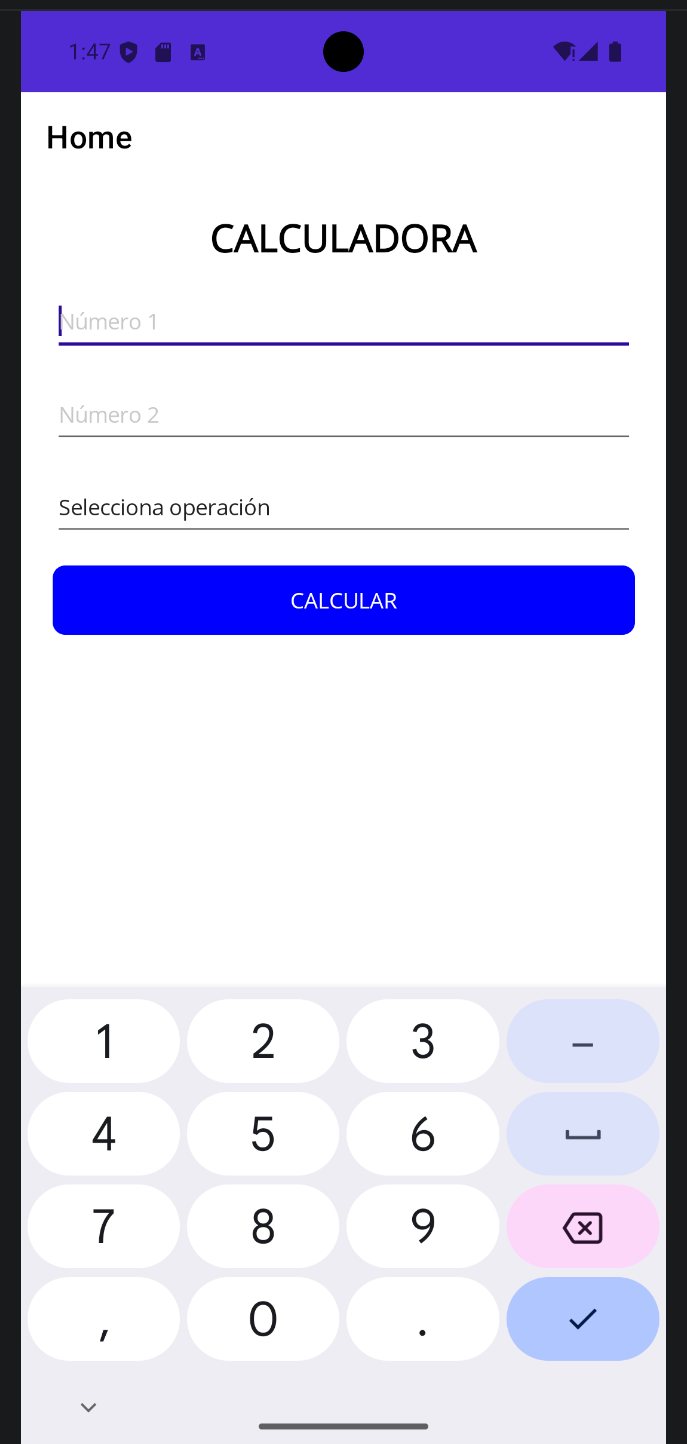 1:47
Home
CALCULADORA
Número 1
Número 2
Selecciona operación
CALCULAR
1 2 3 –
4 5 6
7 8 9
, 0 .